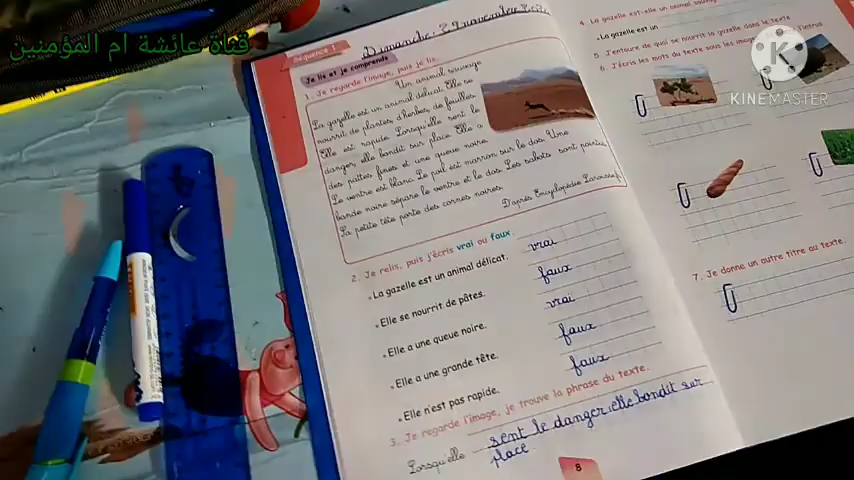 قناة عائشة ام المؤمنين
KINEMASTER
Séquence 1
Dimanche : 29 novembre
Je lis et je comprends
1. Je regarde l'image, puis je lis.
Un animal sauvage
La gazelle est un animal délicat. Elle se
nourrit de plantes, d'herbes, de feuilles.
Elle est rapide. Lorsqu'elle sent le
danger, elle bondit sur place. Elle a
des pattes fines et une queue noire.
Le ventre est blanc. Le poil est marron sur le dos. Une
bande noire sépare le ventre et le dos. Les sabots sont pointus.
La petite tête porte des cornes noires.
D'après Encyclopédie Larousse
2. Je relis, puis j'écris vrai ou faux.
• La gazelle est un animal délicat. vrai
• Elle se nourrit de pâtes. faux
• Elle a une queue noire. vrai
• Elle a une grande tête. faux
• Elle n'est pas rapide. faux
3. Je regarde l'image, je trouve la phrase du texte.
Lorsqu'elle sent le danger, elle bondit sur
place
8
4. La gazelle est-elle un animal sauvage
• La gazelle est un
5. J'entoure de quoi se nourrit la gazelle dans le texte
6. J'écris les mots du texte sous les images
7. Je donne un autre titre au texte.